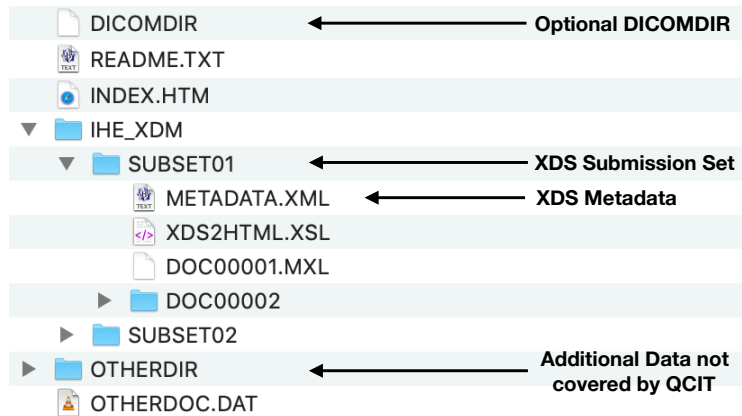 DICOMDIR
Optional DICOMDIR
README.TXT
INDEX.HTM
IHE_XDM
SUBSET01
XDS Submission Set
METADATA.XML
XDS Metadata
XDS2HTML.XSL
DOC00001.MXL
DOC00002
SUBSET02
OTHERDIR
Additional Data not
covered by QCIT
OTHERDOC.DAT